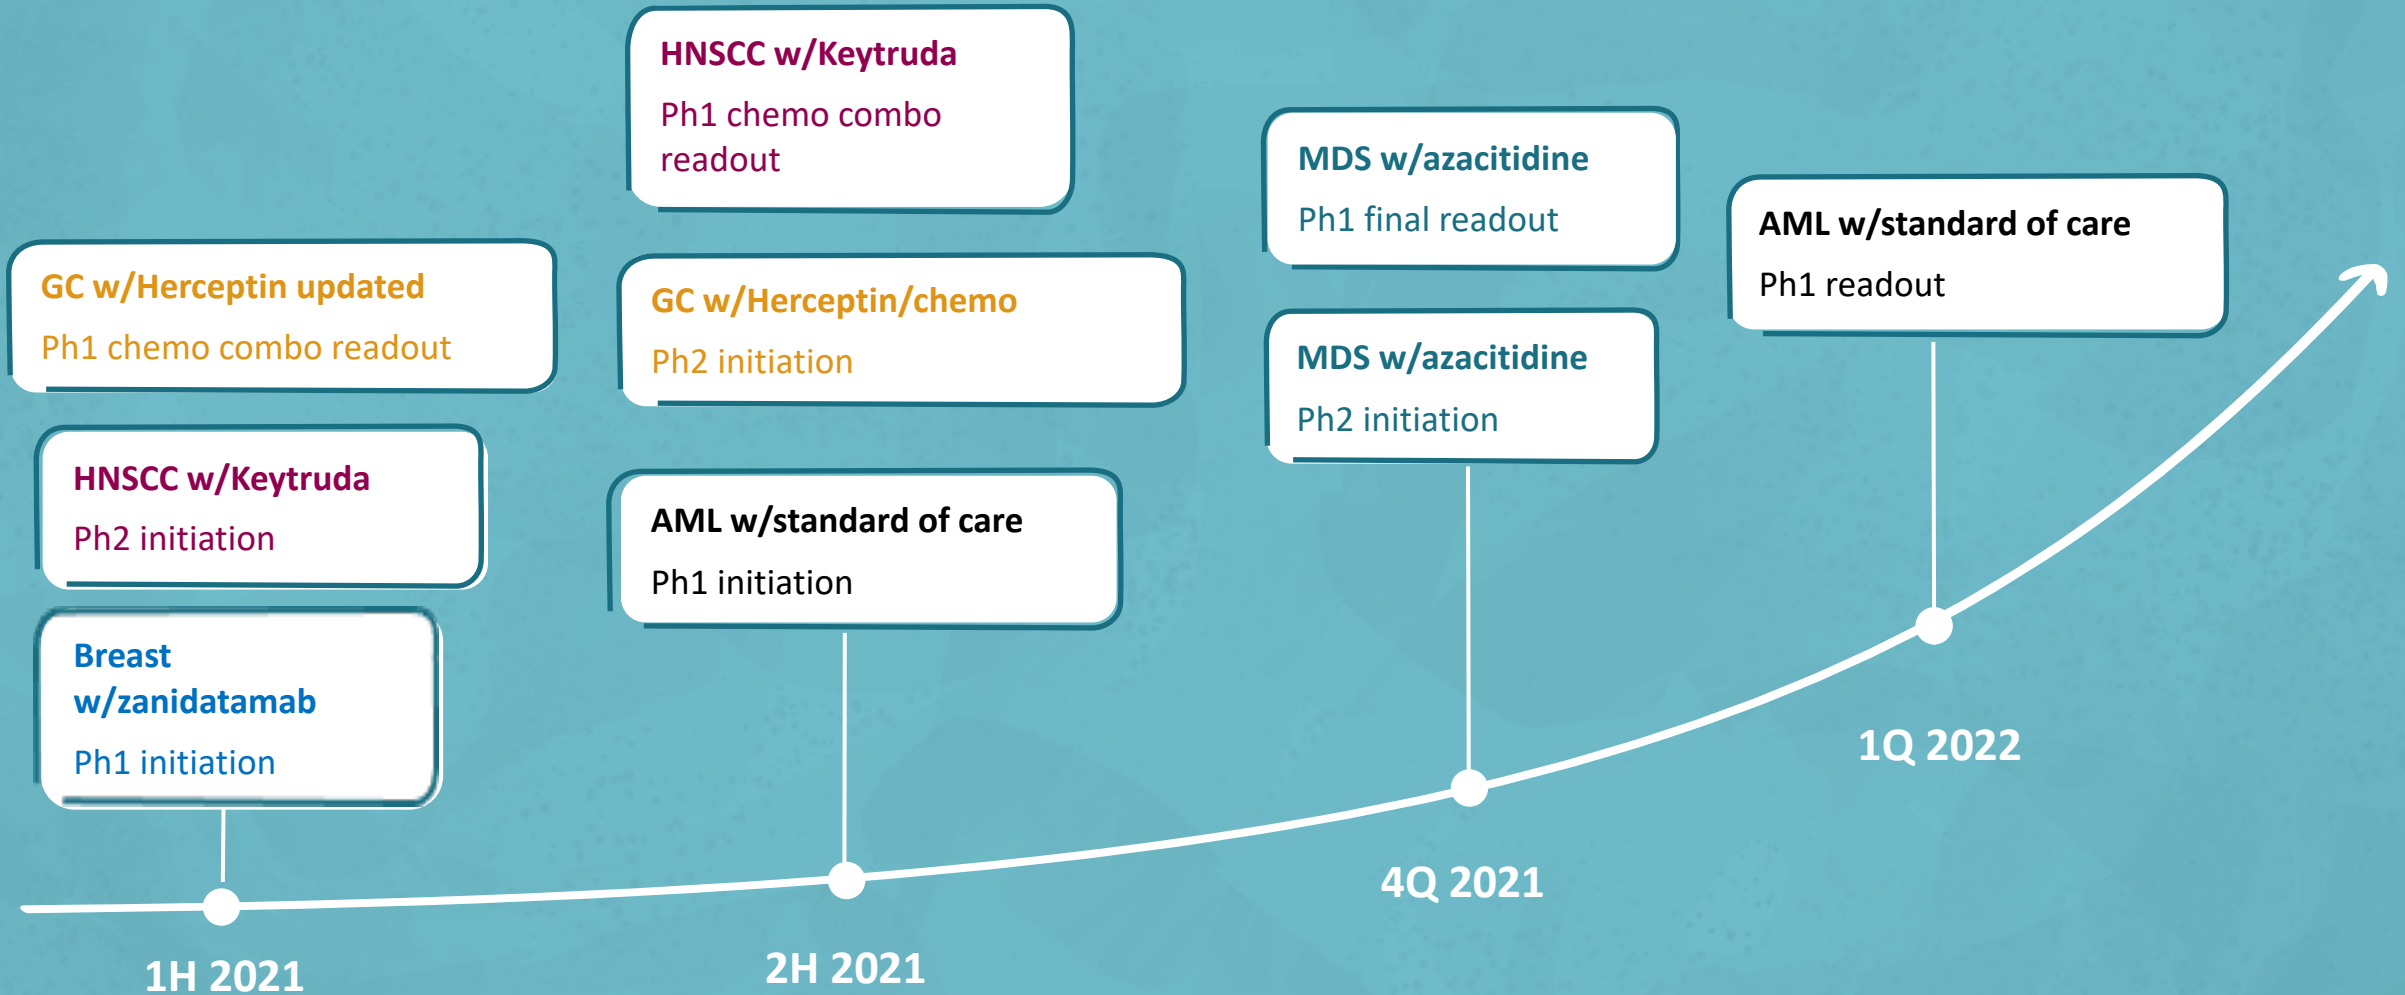 GC w/Herceptin updated
Ph1 chemo combo readout
HNSCC w/Keytruda
Ph2 initiation
Breast
w/zanidatamab
Ph1 initiation
1H 2021
HNSCC w/Keytruda
Ph1 chemo combo
readout
GC w/Herceptin/chemo
Ph2 initiation
AML w/standard of care
Ph1 initiation
2H 2021
MDS w/azacitidine
Ph1 final readout
MDS w/azacitidine
Ph2 initiation
4Q 2021
AML w/standard of care
Ph1 readout
1Q 2022